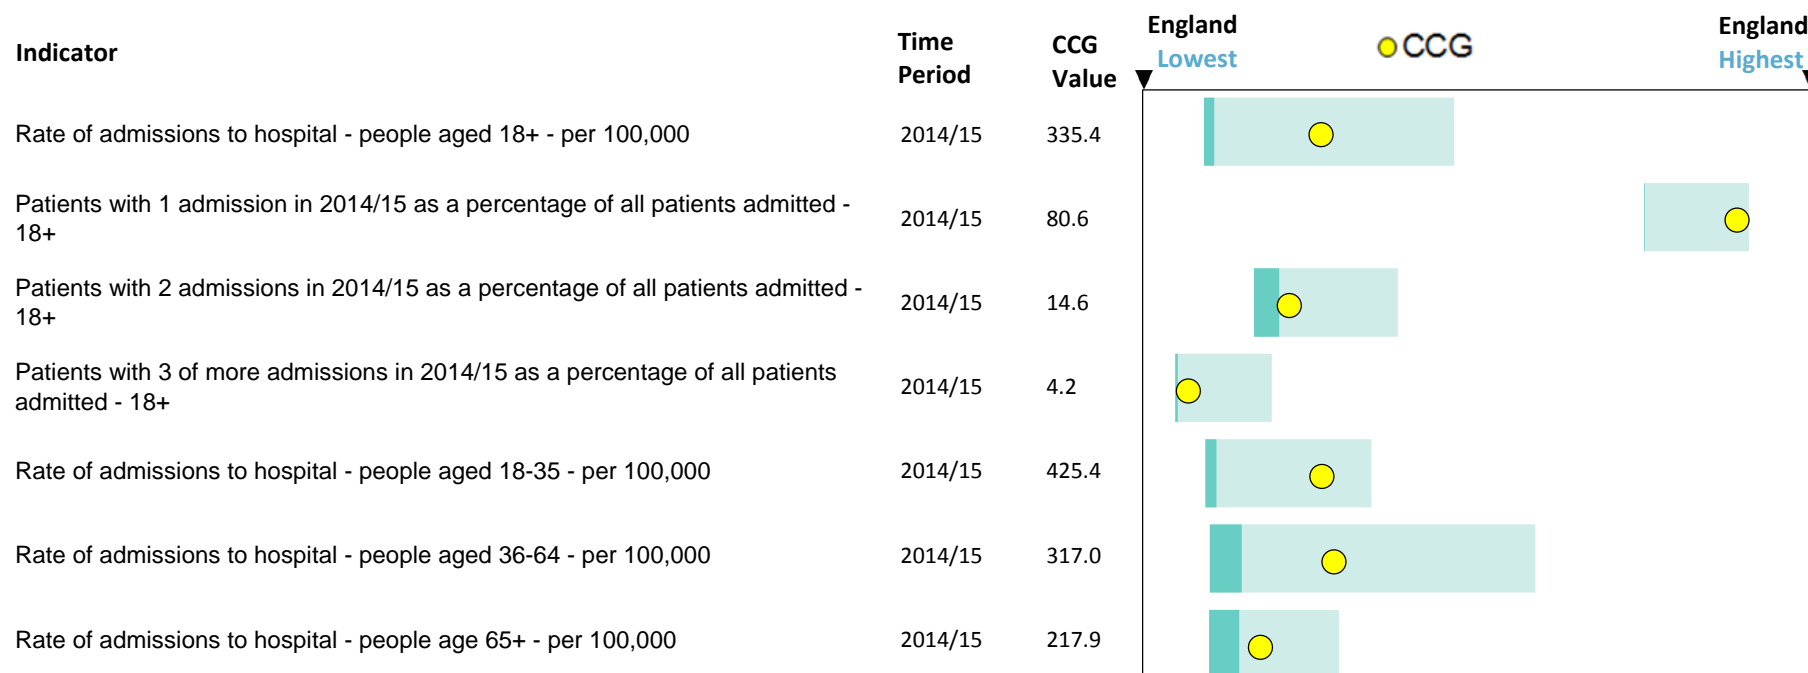 Indicator
Time
Period
CCG
Value
England
Lowest
CCG
England
Highest
Rate of admissions to hospital - people aged 18+ - per 100,000 2014/15 335.4
Patients with 1 admission in 2014/15 as a percentage of all patients admitted -
18+
2014/15 80.6
Patients with 2 admissions in 2014/15 as a percentage of all patients admitted -
18+
2014/15 14.6
Patients with 3 of more admissions in 2014/15 as a percentage of all patients
admitted - 18+
2014/15 4.2
Rate of admissions to hospital - people aged 18-35 - per 100,000 2014/15 425.4
Rate of admissions to hospital - people aged 36-64 - per 100,000 2014/15 317.0
Rate of admissions to hospital - people age 65+ - per 100,000 2014/15 217.9